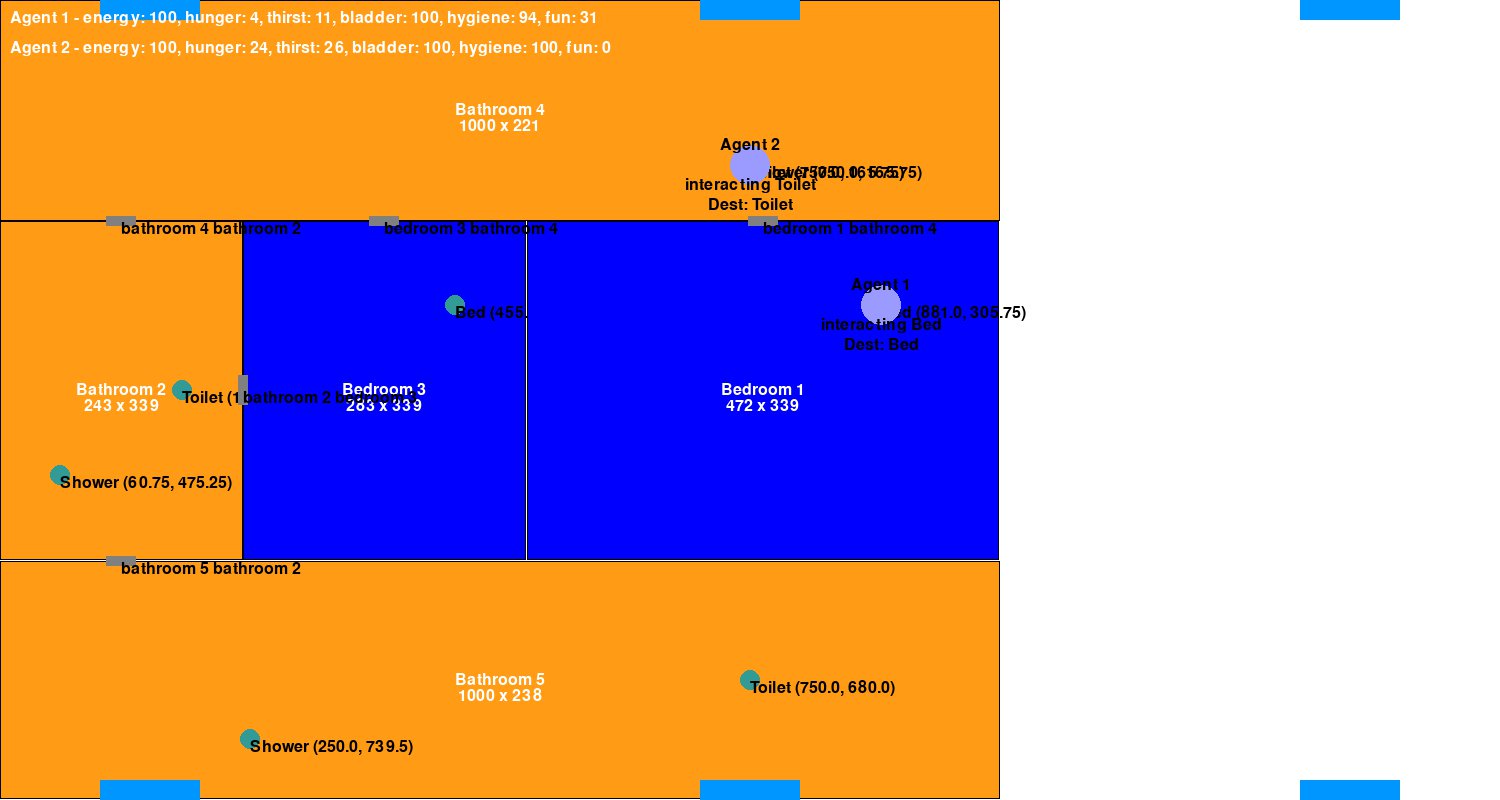 Agent 1 - energy: 100, hunger: 4, thirst: 11, bladder: 100, hygiene: 94, fun: 31
Agent 2 - energy: 100, hunger: 24, thirst: 26, bladder: 100, hygiene: 100, fun: 0
Bathroom 4
1000 x 221
Agent 2
interacting Toilet
Dest: Toilet
bathroom 4 bathroom 2
bedroom 3 bathroom 4
bedroom 1 bathroom 4
Agent 1
Bed (455.
(881.0, 305.75)
interacting Bed
Dest: Bed
Bathroom 2
243 x 339
Toilet (1
bathroom 2 bedroom 3
Bedroom 3
283 x 339
Bedroom 1
472 x 339
Shower (60.75, 475.25)
bathroom 5 bathroom 2
Bathroom 5
1000 x 238
Toilet (750.0, 680.0)
Shower (250.0, 739.5)